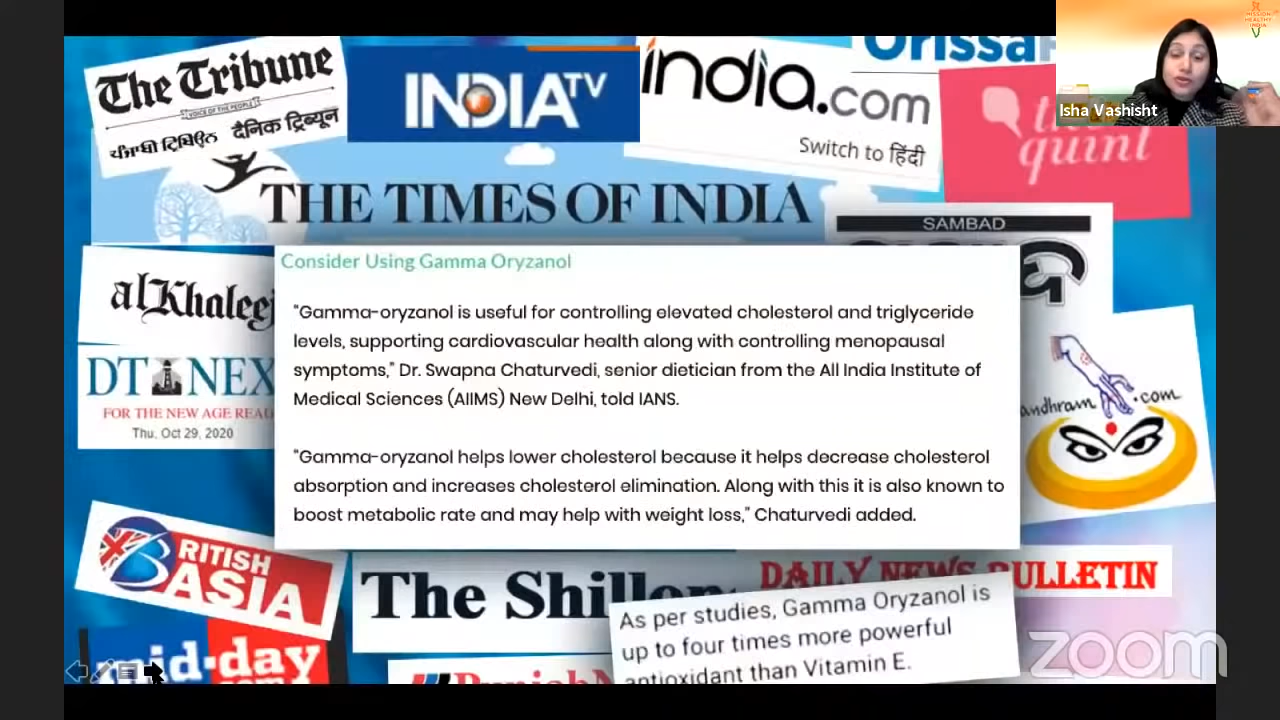 MISSION
HEALTHY
INDIA
Isha Vashisht
The Tribune
VOICE OF THE PEOPLE
ਪੰਜਾਬੀ ਟ੍ਰਿਬਿਊਨ दैनिक ट्रिब्यून
INDIA TV
india.com
Switch to हिंदी
quint
THE TIMES OF INDIA
SAMBAD
alKhaleej
DT NEX
FOR THE NEW AGE READ
Thu, Oct 29, 2020
Consider Using Gamma Oryzanol
"Gamma-oryzanol is useful for controlling elevated cholesterol and triglyceride
levels, supporting cardiovascular health along with controlling menopausal
symptoms," Dr. Swapna Chaturvedi, senior dietician from the All India Institute of
Medical Sciences (AIIMS) New Delhi, told IANS.
"Gamma-oryzanol helps lower cholesterol because it helps decrease cholesterol
absorption and increases cholesterol elimination. Along with this it is also known to
boost metabolic rate and may help with weight loss," Chaturvedi added.
andhram.com
BRITISH
ASIA
The Shillon
DAILY NEWS BULLETIN
As per studies, Gamma Oryzanol is
up to four times more powerful
antioxidant than Vitamin E.
mid-day
.com
zoom